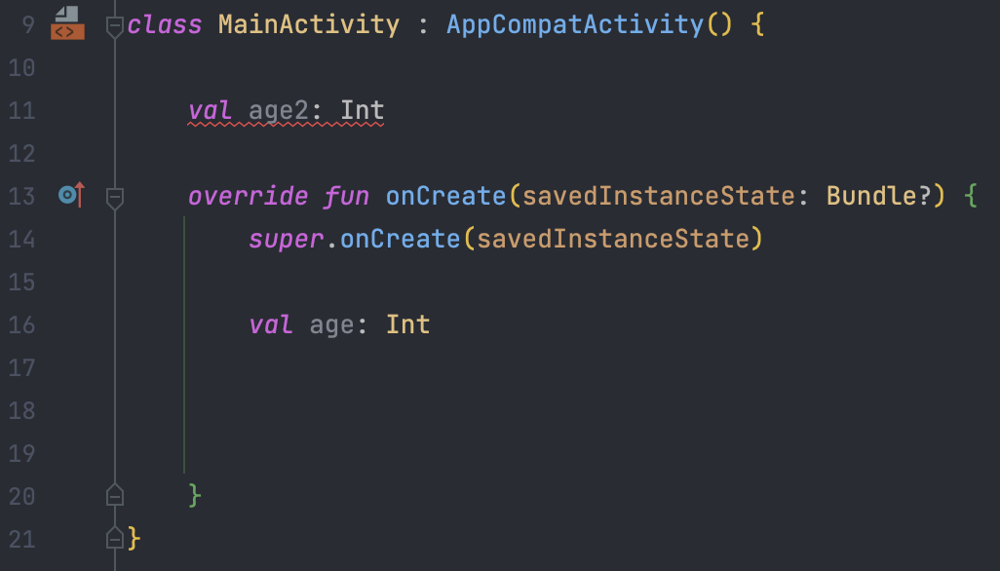 9 <> class MainActivity : AppCompatActivity() {
10
11 val age2: Int
12
13 override fun onCreate(savedInstanceState: Bundle?) {
14 super.onCreate(savedInstanceState)
15
16 val age: Int
17
18
19
20 }
21 }